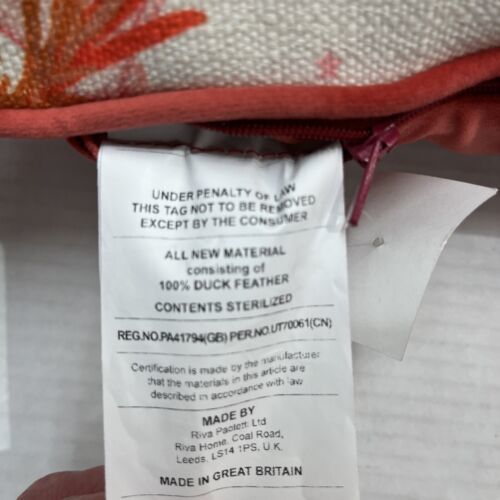 UNDER PENALTY OF LAW
THIS TAG NOT TO BE REMOVED
EXCEPT BY THE CONSUMER
ALL NEW MATERIAL
consisting of
100% DUCK FEATHER
CONTENTS STERILIZED
REG.NO.PA41794(GB) PER.NO.UT70061(CN)
Certification is made by the manufacturer
that the materials in this article are
described in accordance with law
MADE BY
Riva Paoletti Ltd
Riva Home, Coal Road,
Leeds, LS14 1PS, U.K.
MADE IN GREAT BRITAIN